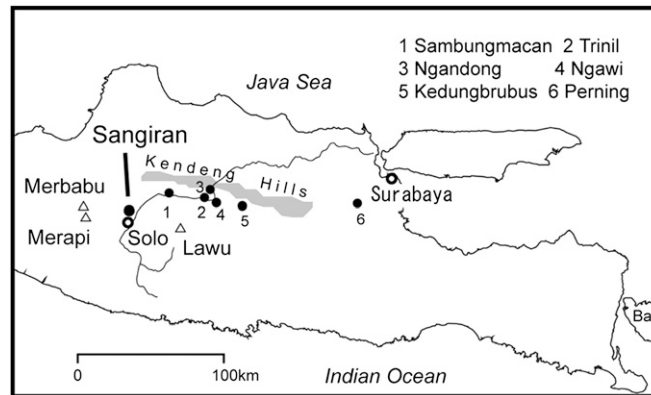 1 Sambungmacan 2 Trinil
3 Ngandong 4 Ngawi
5 Kedungbrubus 6 Perning
Java Sea
Sangiran
Kendeng
Hills
Merbabu
Merapi
Solo
Lawu
Surabaya
1
2
3
4
5
6
Ba
0
100km
Indian Ocean